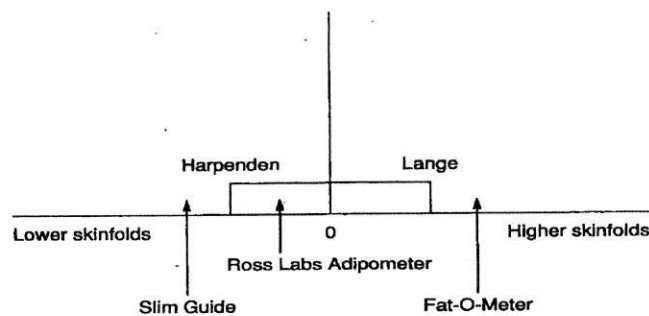 Harpenden Lange
Lower skinfolds 0 Higher skinfolds
Ross Labs Adipometer
Slim Guide Fat-O-Meter